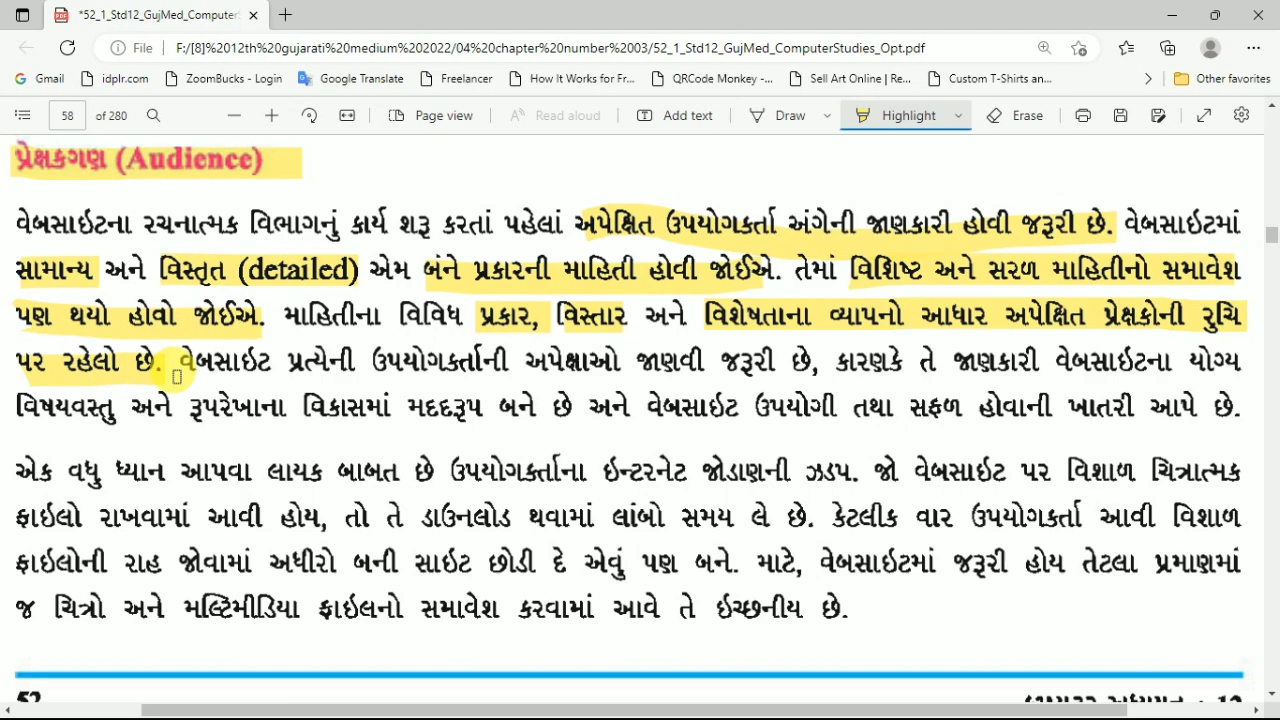 *52_1_Std12_GujMed_Computer
File F:/[8]%2012th%20gujarati%20medium%202022/04%20chapter%20number%2003/52_1_Std12_GujMed_ComputerStudies_Opt.pdf
Gmail idplr.com ZoomBucks - Login Google Translate Freelancer How It Works for Fr... QRCode Monkey -... Sell Art Online | Re... Custom T-Shirts an... Other favorites
58 of 280 Page view Read aloud Add text Draw Highlight Erase
પ્રેક્ષકગણ (Audience)
વેબસાઇટના રચનાત્મક વિભાગનું કાર્ય શરૂ કરતાં પહેલાં અપેક્ષિત ઉપયોગકર્તા અંગેની જાણકારી હોવી જરૂરી છે. વેબસાઇટમાં
સામાન્ય અને વિસ્તૃત (detailed) એમ બંને પ્રકારની માહિતી હોવી જોઈએ. તેમાં વિશિષ્ટ અને સરળ માહિતીનો સમાવેશ
પણ થયો હોવો જોઈએ. માહિતીના વિવિધ પ્રકાર, વિસ્તાર અને વિશેષતાના વ્યાપનો આધાર અપેક્ષિત પ્રેક્ષકોની રુચિ
પર રહેલો છે. વેબસાઇટ પ્રત્યેની ઉપયોગકર્તાની અપેક્ષાઓ જાણવી જરૂરી છે, કારણકે તે જાણકારી વેબસાઇટના યોગ્ય
વિષયવસ્તુ અને રૂપરેખાના વિકાસમાં મદદરૂપ બને છે અને વેબસાઇટ ઉપયોગી તથા સફળ હોવાની ખાતરી આપે છે.
એક વધુ ધ્યાન આપવા લાયક બાબત છે ઉપયોગકર્તાના ઇન્ટરનેટ જોડાણની ઝડપ. જો વેબસાઇટ પર વિશાળ ચિત્રાત્મક
ફાઇલો રાખવામાં આવી હોય, તો તે ડાઉનલોડ થવામાં લાંબો સમય લે છે. કેટલીક વાર ઉપયોગકર્તા આવી વિશાળ
ફાઇલોની રાહ જોવામાં અધીરો બની સાઇટ છોડી દે એવું પણ બને. માટે, વેબસાઇટમાં જરૂરી હોય તેટલા પ્રમાણમાં
જ ચિત્રો અને મલ્ટિમીડિયા ફાઇલનો સમાવેશ કરવામાં આવે તે ઇચ્છનીય છે.